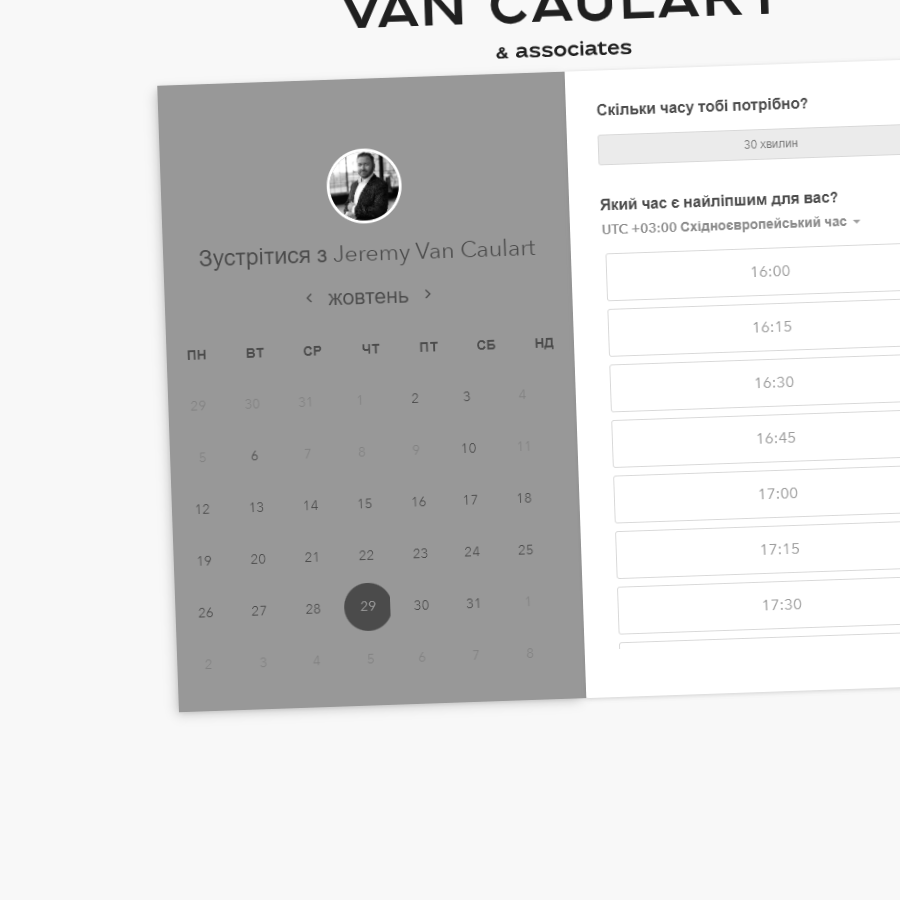 VAN CAULART
& associates
Зустрітися з Jeremy Van Caulart
жовтень
ПН ВТ СР ЧТ ПТ СБ НД
29 30 31 1 2 3 4
5 6 7 8 9 10 11
12 13 14 15 16 17 18
19 20 21 22 23 24 25
26 27 28 29 30 31 1
2 3 4 5 6 7 8
Скільки часу тобі потрібно?
30 хвилин
Який час є найліпшим для вас?
UTC +03:00 Східноєвропейський час
16:00
16:15
16:30
16:45
17:00
17:15
17:30